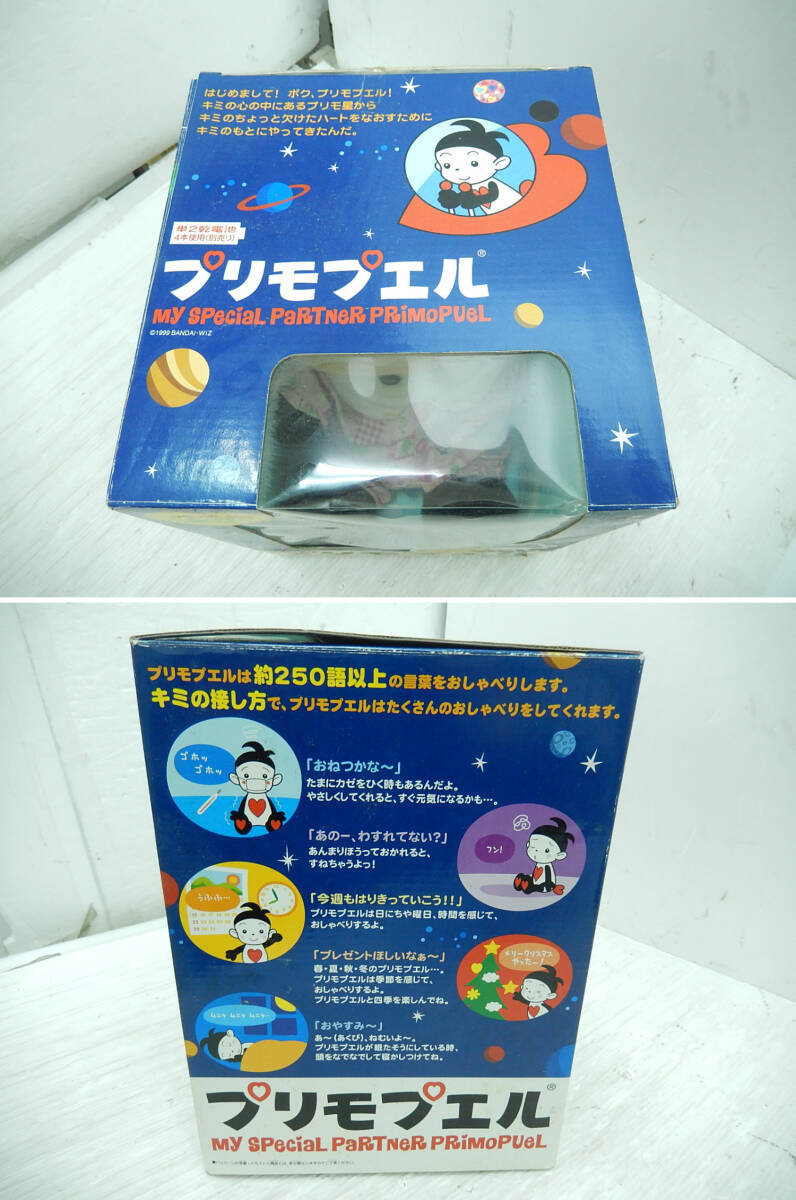 はじめまして！ ボク、プリモプエル！
キミの心の中にあるプリモ星から
キミのちょっと欠けたハートをなおすために
キミのもとにやってきたんだ。
単2乾電池
4本使用(別売り)
プリモプエル®
MY SPECIAL PARTNER PRIMOPUEL
©1999 BANDAI・WIZ
プリモプエルは約250語以上の言葉をおしゃべりします。
キミの接し方で、プリモプエルはたくさんのおしゃべりをしてくれます。
ゴホッ
ゴホッ
「おねつかな〜」
たまにカゼをひく時もあるんだよ。
やさしくしてくれると、すぐ元気になるかも…。
「あのー、わすれてない？」
あんまりほうっておかれると、
すねちゃうよっ！
フン！
うふふ…
「今週もはりきっていこう！！」
プリモプエルは日にちや曜日、時間を感じて、
おしゃべりするよ。
「プレゼントほしいなぁ〜」
春・夏・秋・冬のプリモプエル…。
プリモプエルは季節を感じて、
おしゃべりするよ。
プリモプエルと四季を楽しんでね。
メリークリスマス
やったー！
ムニャ ムニャ ムニャ…
「おやすみ〜」
あ〜(あくび)、ねむいよ〜。
プリモプエルが眠たそうにしている時、
頭をなでなでして寝かしつけてね。
プリモプエル®
MY SPECIAL PARTNER PRIMOPUEL